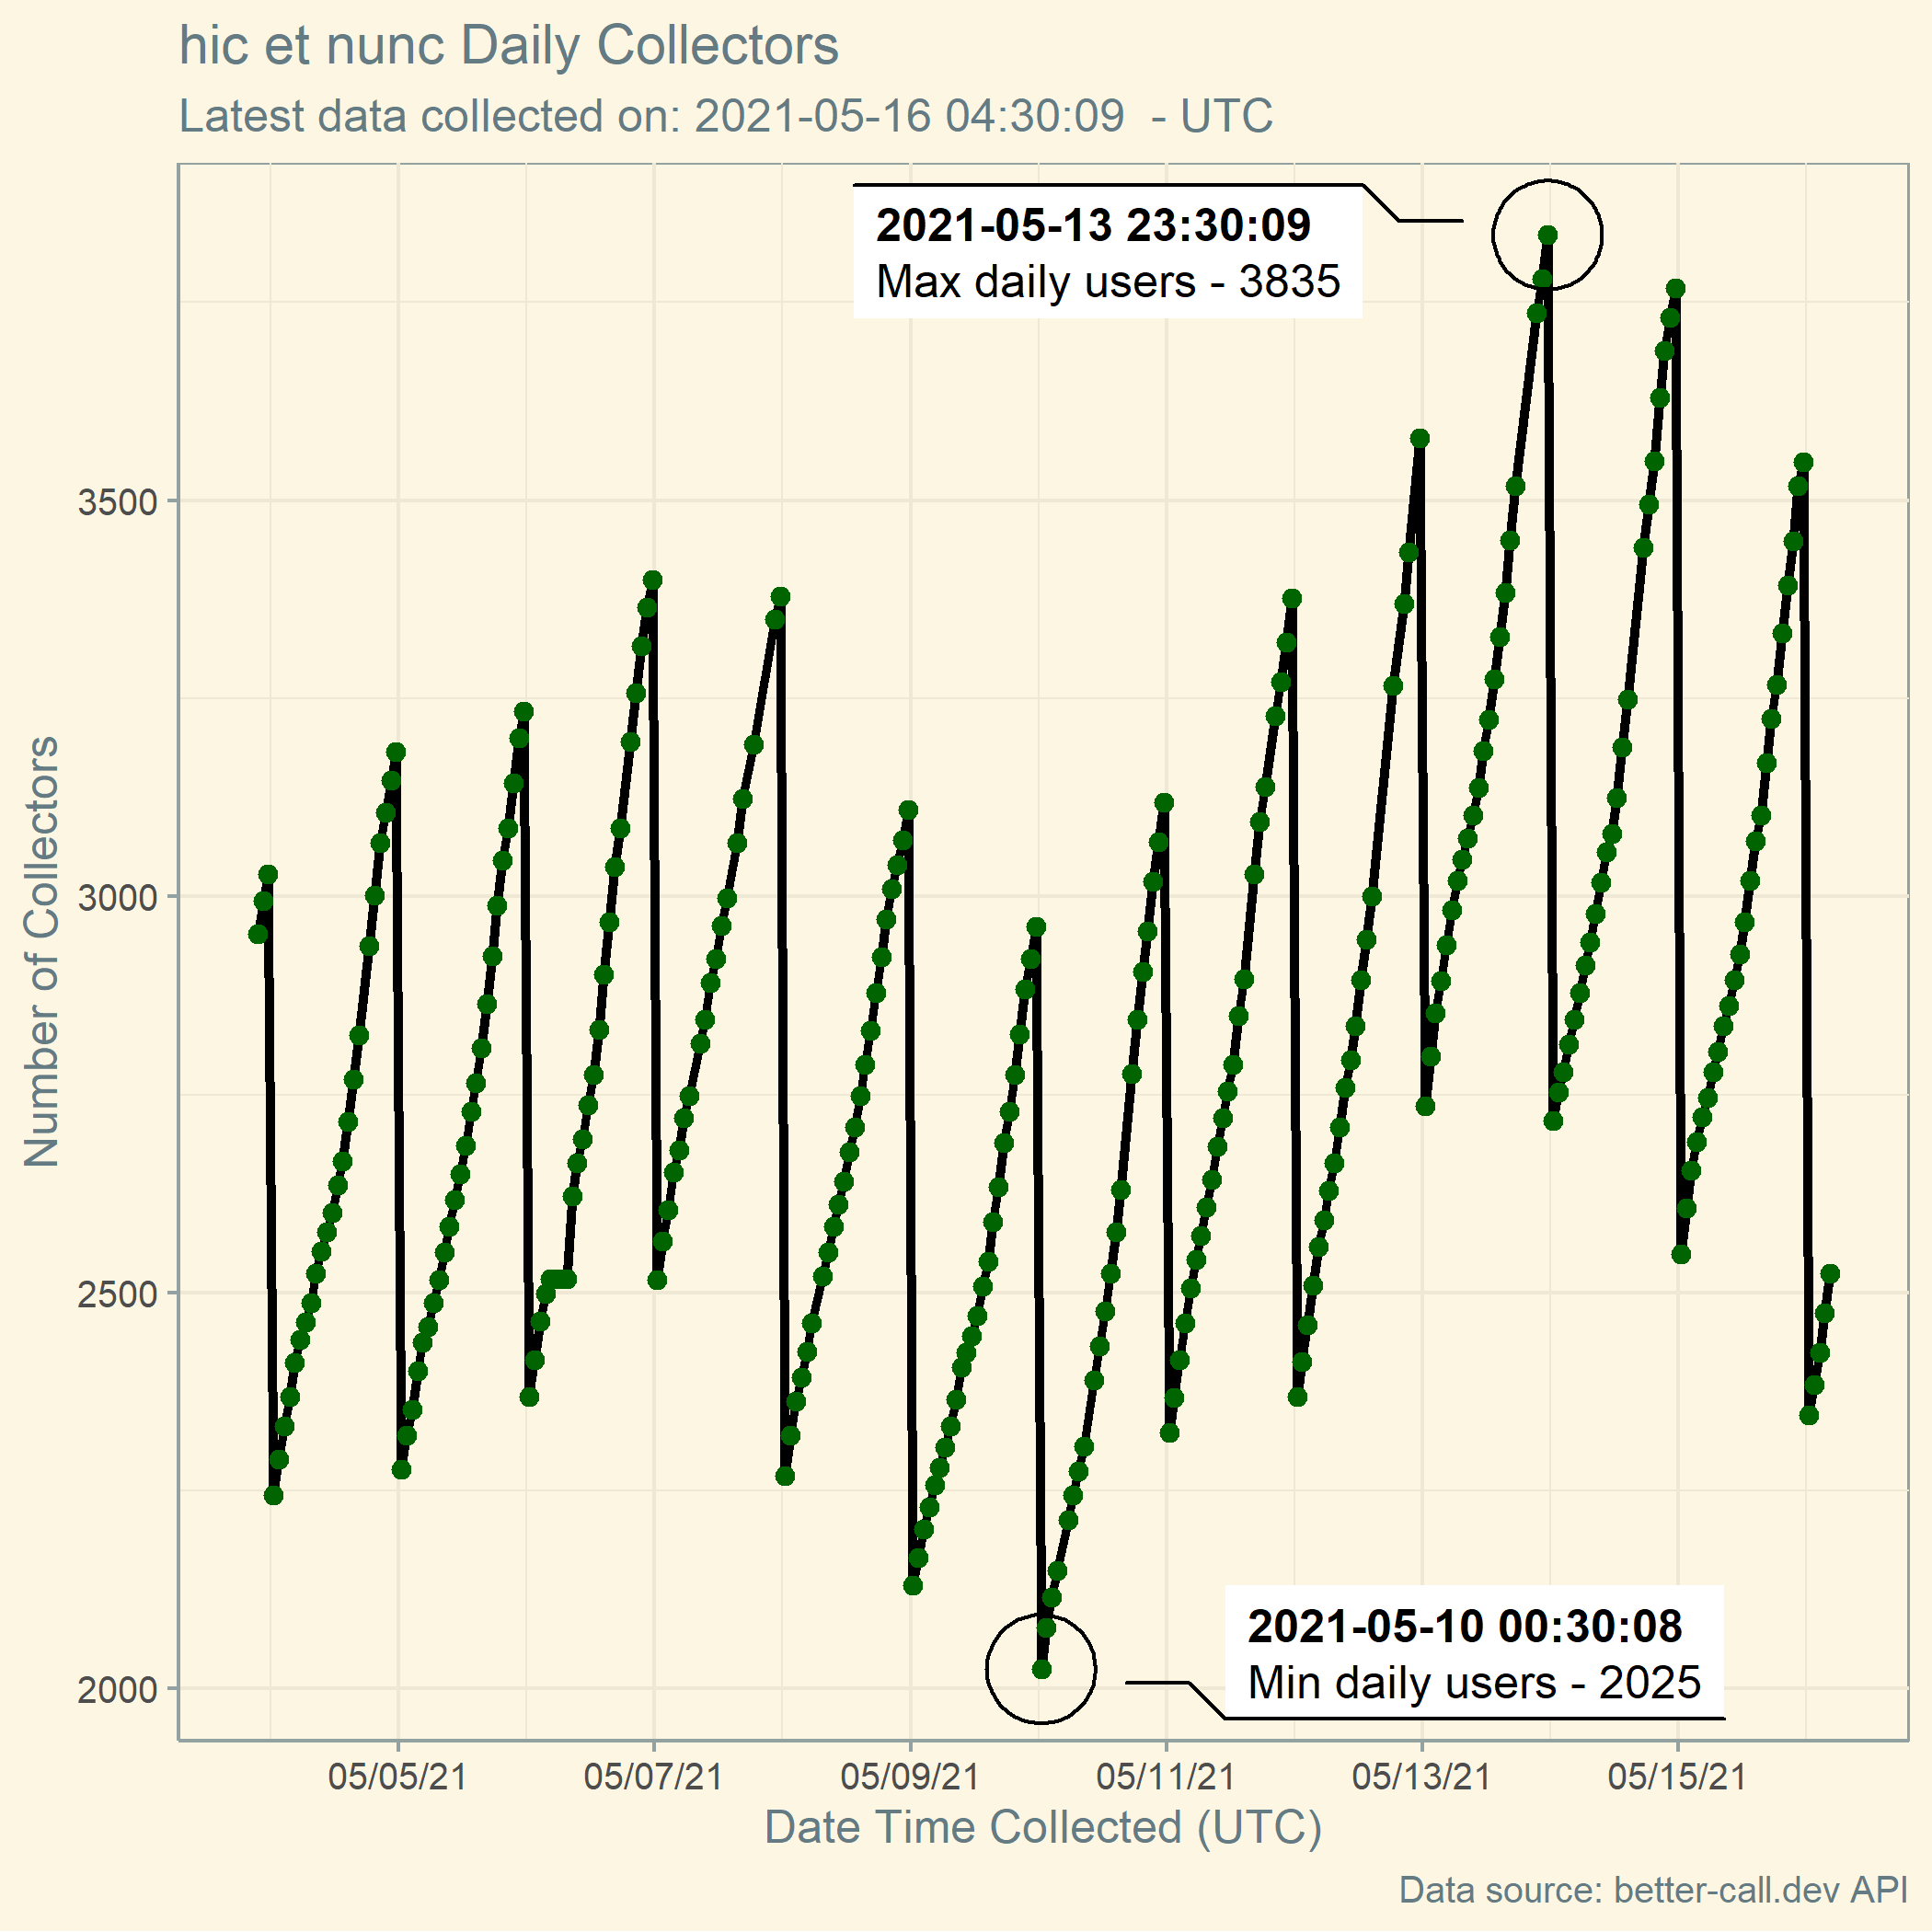 hic et nunc Daily Collectors
Latest data collected on: 2021-05-16 04:30:09  - UTC
2021-05-13 23:30:09
Max daily users - 3835
Number of Collectors
3500
3000
2500
2000
2021-05-10 00:30:08
Min daily users - 2025
05/05/21 05/07/21 05/09/21 05/11/21 05/13/21 05/15/21
Date Time Collected (UTC)
Data source: better-call.dev API